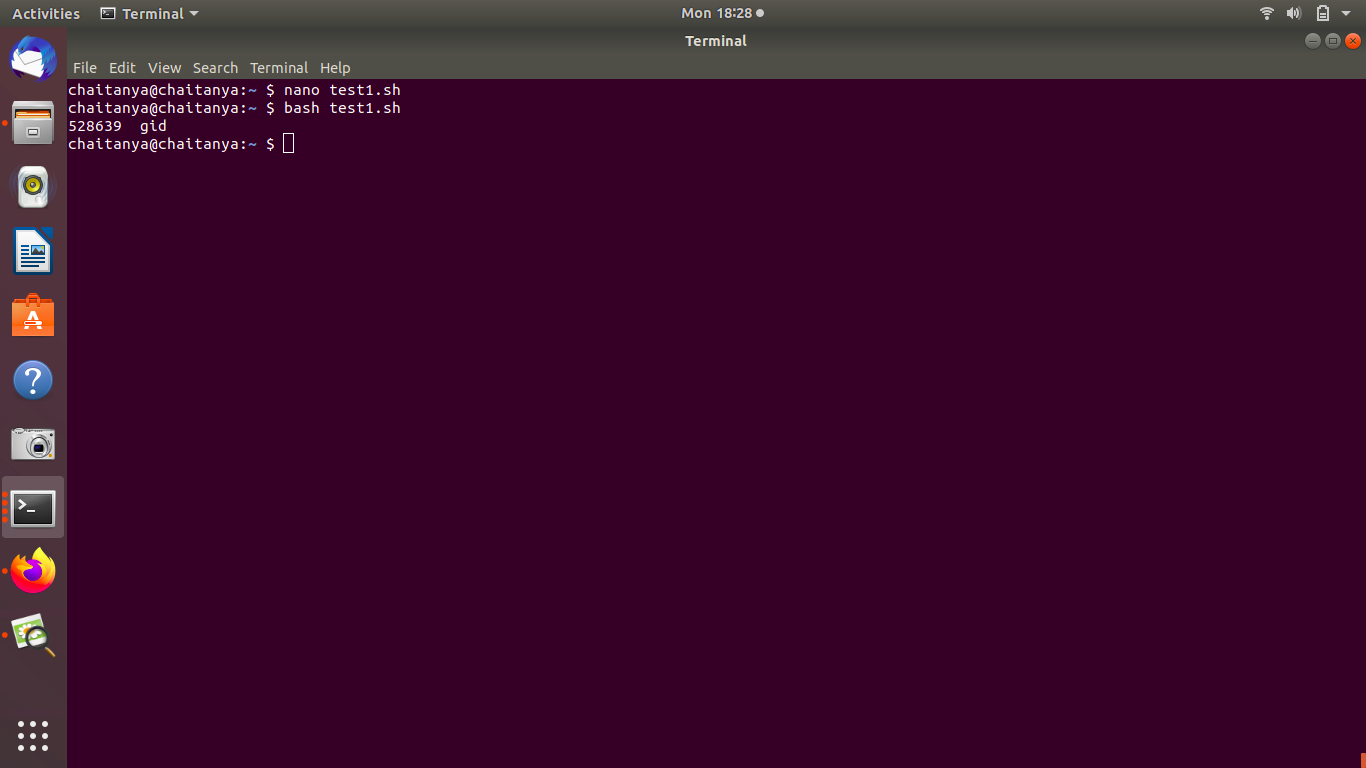 Activities Terminal Mon 18:28
Terminal
File Edit View Search Terminal Help
chaitanya@chaitanya:~ $ nano test1.sh
chaitanya@chaitanya:~ $ bash test1.sh
528639  gid
chaitanya@chaitanya:~ $